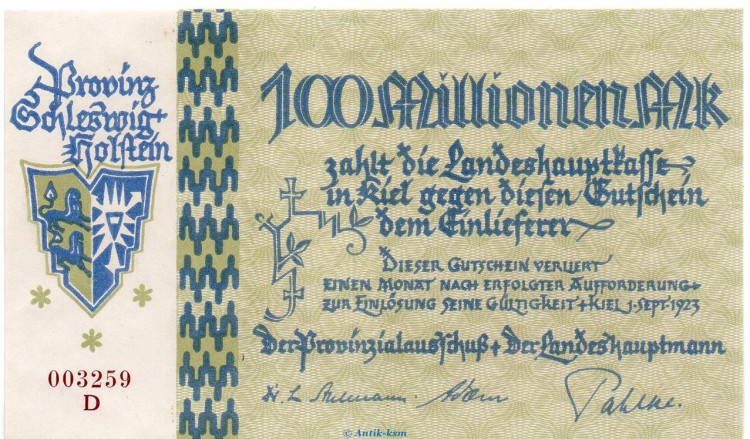 Provinz
Schleswig-
Holstein
003259
D
100 Millionen Mk
zahlt die Landeshauptkasse
in Kiel gegen diesen Gutschein
dem Einlieferer
DIESER GUTSCHEIN VERLIERT
EINEN MONAT NACH ERFOLGTER AUFFORDERUNG
ZUR EINLÖSUNG SEINE GÜLTIGKEIT + KIEL 1. SEPT. 1923
Der Provinzialausschuß + Der Landeshauptmann
Pahlke.
© Antik-ksm